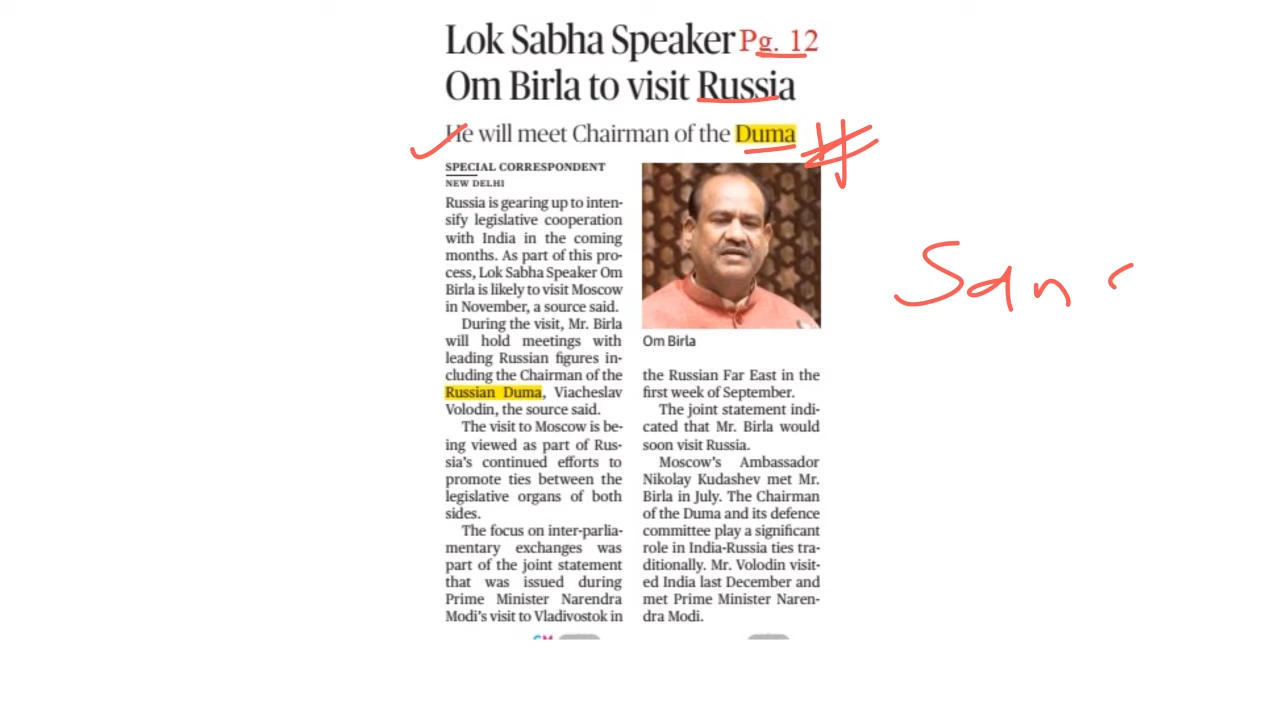 Lok Sabha Speaker Pg. 12
Om Birla to visit Russia
He will meet Chairman of the Duma
SPECIAL CORRESPONDENT
NEW DELHI
Russia is gearing up to inten-
sify legislative cooperation
with India in the coming
months. As part of this pro-
cess, Lok Sabha Speaker Om
Birla is likely to visit Moscow
in November, a source said.
During the visit, Mr. Birla
will hold meetings with
leading Russian figures in-
cluding the Chairman of the
Russian Duma, Viacheslav
Volodin, the source said.
The visit to Moscow is be-
ing viewed as part of Rus-
sia's continued efforts to
promote ties between the
legislative organs of both
sides.
The focus on inter-parlia-
mentary exchanges was
part of the joint statement
that was issued during
Prime Minister Narendra
Modi's visit to Vladivostok in
Om Birla
the Russian Far East in the
first week of September.
The joint statement indi-
cated that Mr. Birla would
soon visit Russia.
Moscow's Ambassador
Nikolay Kudashev met Mr.
Birla in July. The Chairman
of the Duma and its defence
committee play a significant
role in India-Russia ties tra-
ditionally. Mr. Volodin visit-
ed India last December and
met Prime Minister Naren-
dra Modi.